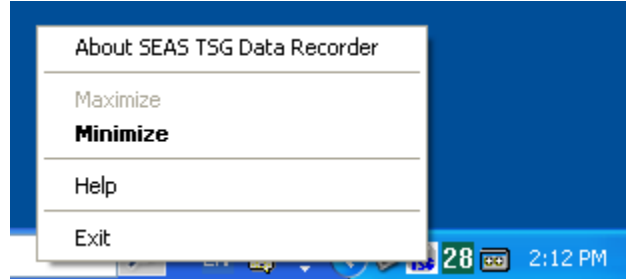 About SEAS TSG Data Recorder
Maximize
Minimize
Help
Exit
28 2:12 PM